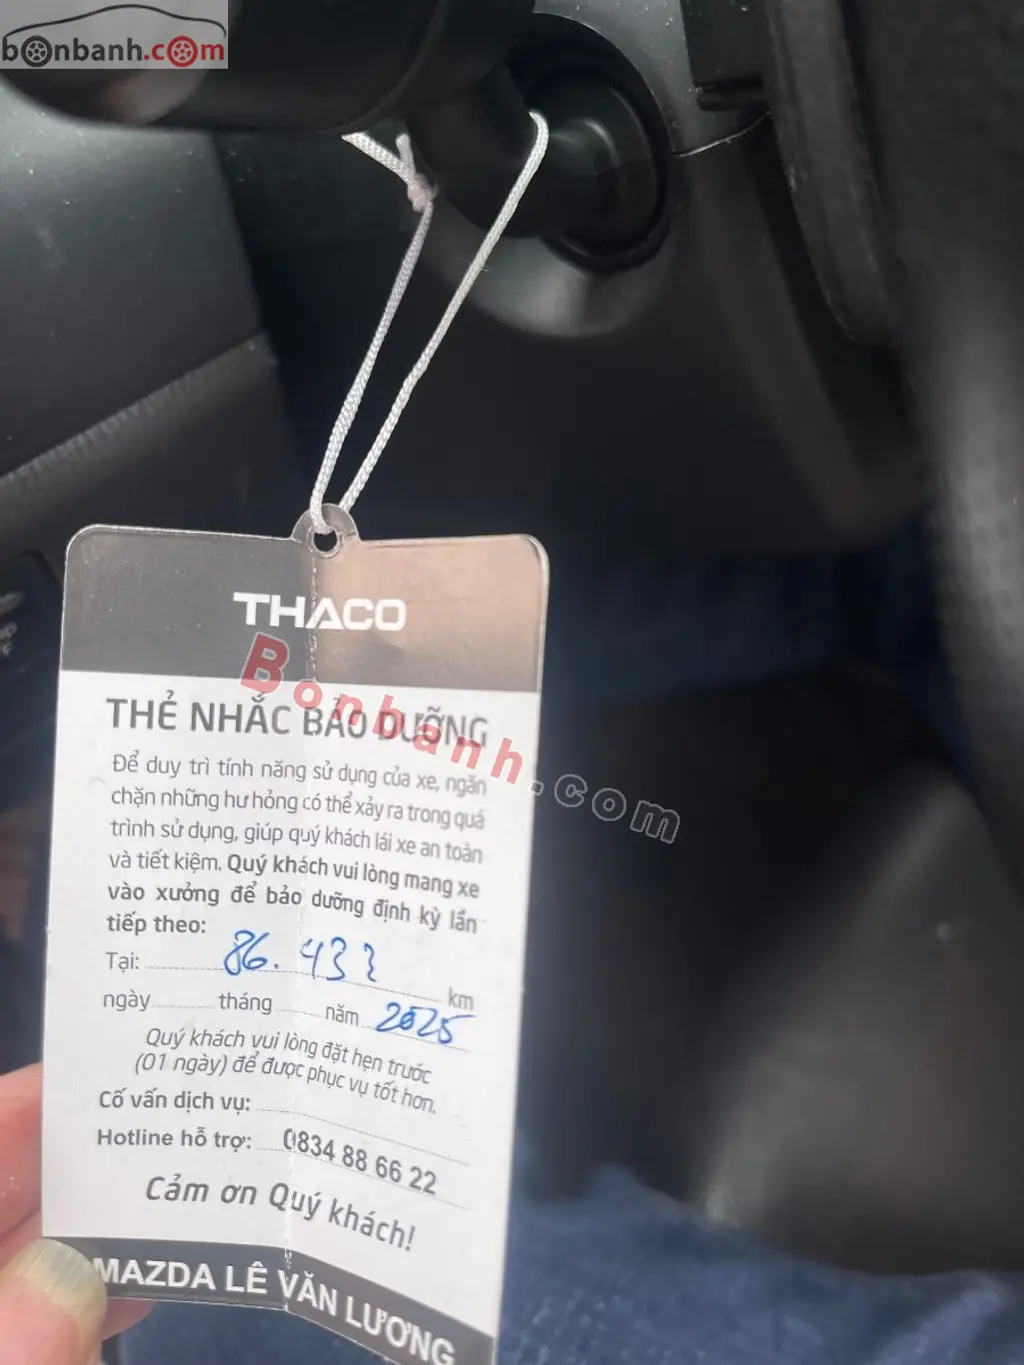 bonbanh.com
THACO
THẺ NHẮC BẢO DƯỠNG
Bonbanh.com
Để duy trì tính năng sử dụng của xe, ngăn
chặn những hư hỏng có thể xảy ra trong quá
trình sử dụng, giúp quý khách lái xe an toàn
và tiết kiệm. Quý khách vui lòng mang xe
vào xưởng để bảo dưỡng định kỳ lần
tiếp theo:
Tại: 86. km
ngày tháng năm 2025
Quý khách vui lòng đặt hẹn trước
(01 ngày) để được phục vụ tốt hơn.
Cố vấn dịch vụ:
Hotline hỗ trợ: 0834 88 66 22
Cảm ơn Quý khách!
MAZDA LÊ VĂN LƯƠNG